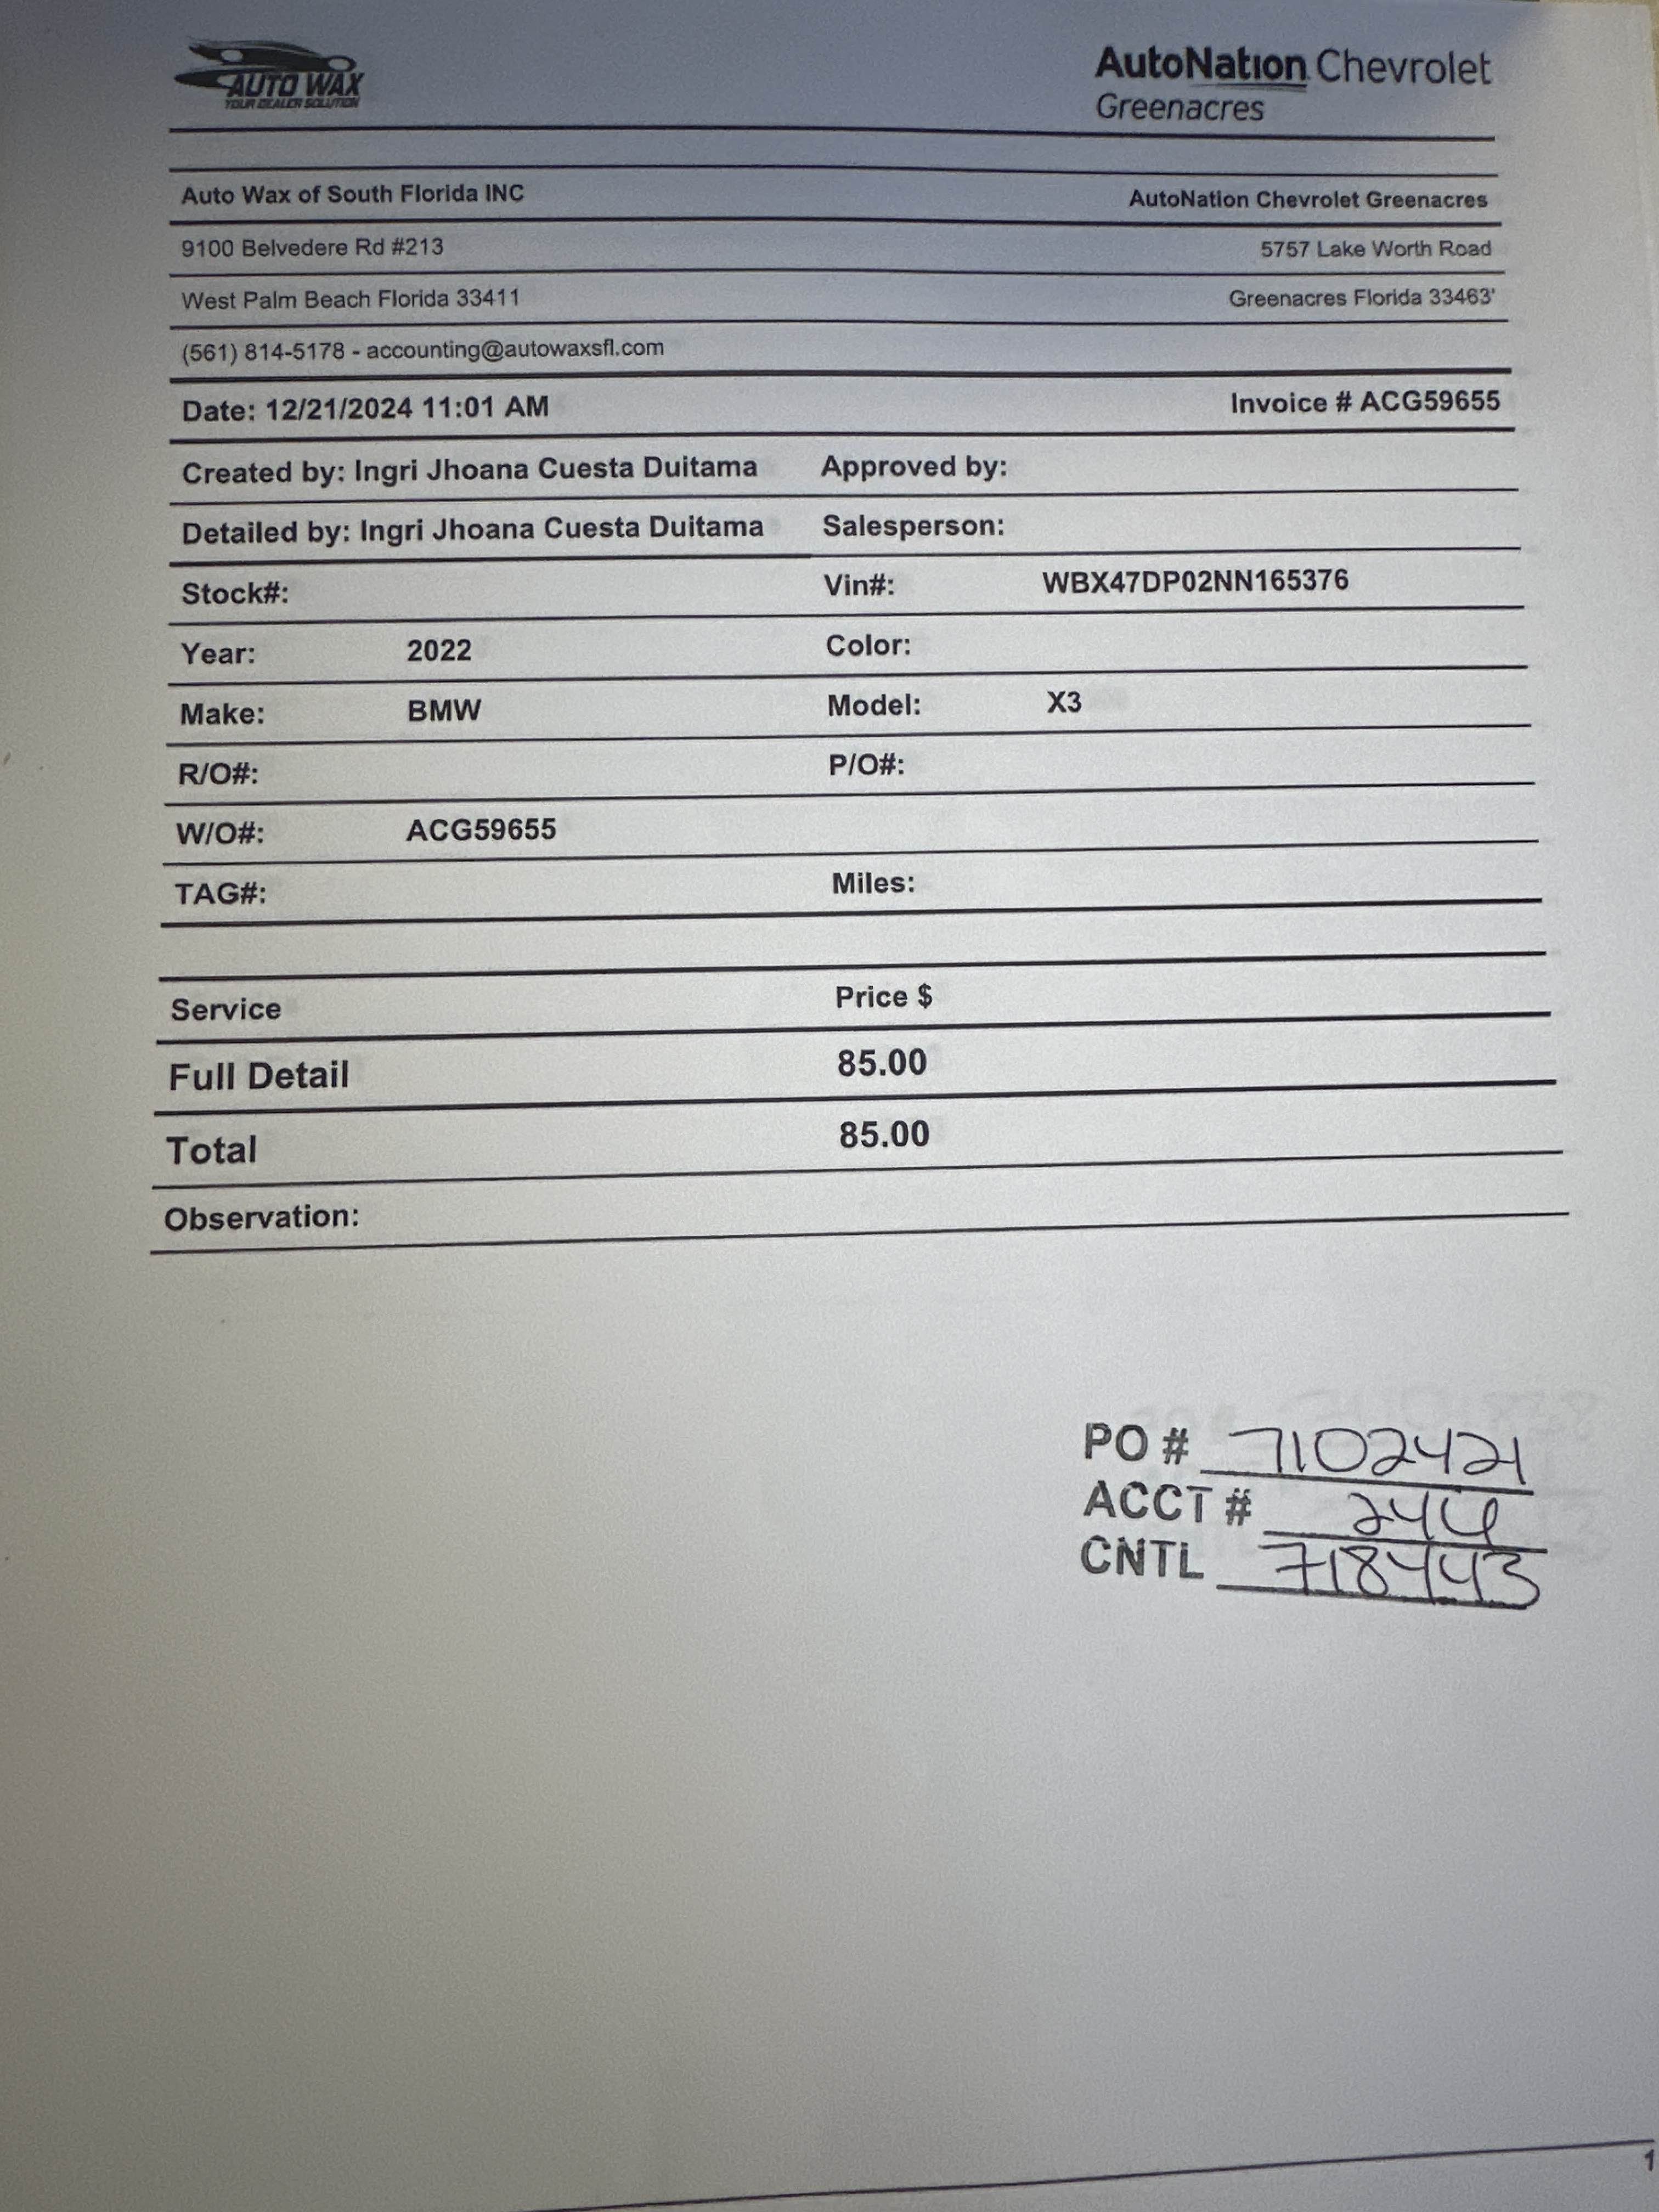 AUTO WAX
YOUR DEALER SOLUTION
AutoNation Chevrolet
Greenacres
Auto Wax of South Florida INC AutoNation Chevrolet Greenacres
9100 Belvedere Rd #213 5757 Lake Worth Road
West Palm Beach Florida 33411 Greenacres Florida 33463'
(561) 814-5178 - accounting@autowaxsfl.com
Date: 12/21/2024 11:01 AM Invoice # ACG59655
Created by: Ingri Jhoana Cuesta Duitama Approved by:
Detailed by: Ingri Jhoana Cuesta Duitama Salesperson:
Stock#: Vin#: WBX47DP02NN165376
Year: 2022 Color:
Make: BMW Model: X3
R/O#: P/O#:
W/O#: ACG59655
TAG#: Miles:
Service Price $
Full Detail 85.00
Total 85.00
Observation:
PO # 7102421
ACCT #
CNTL 718443
1